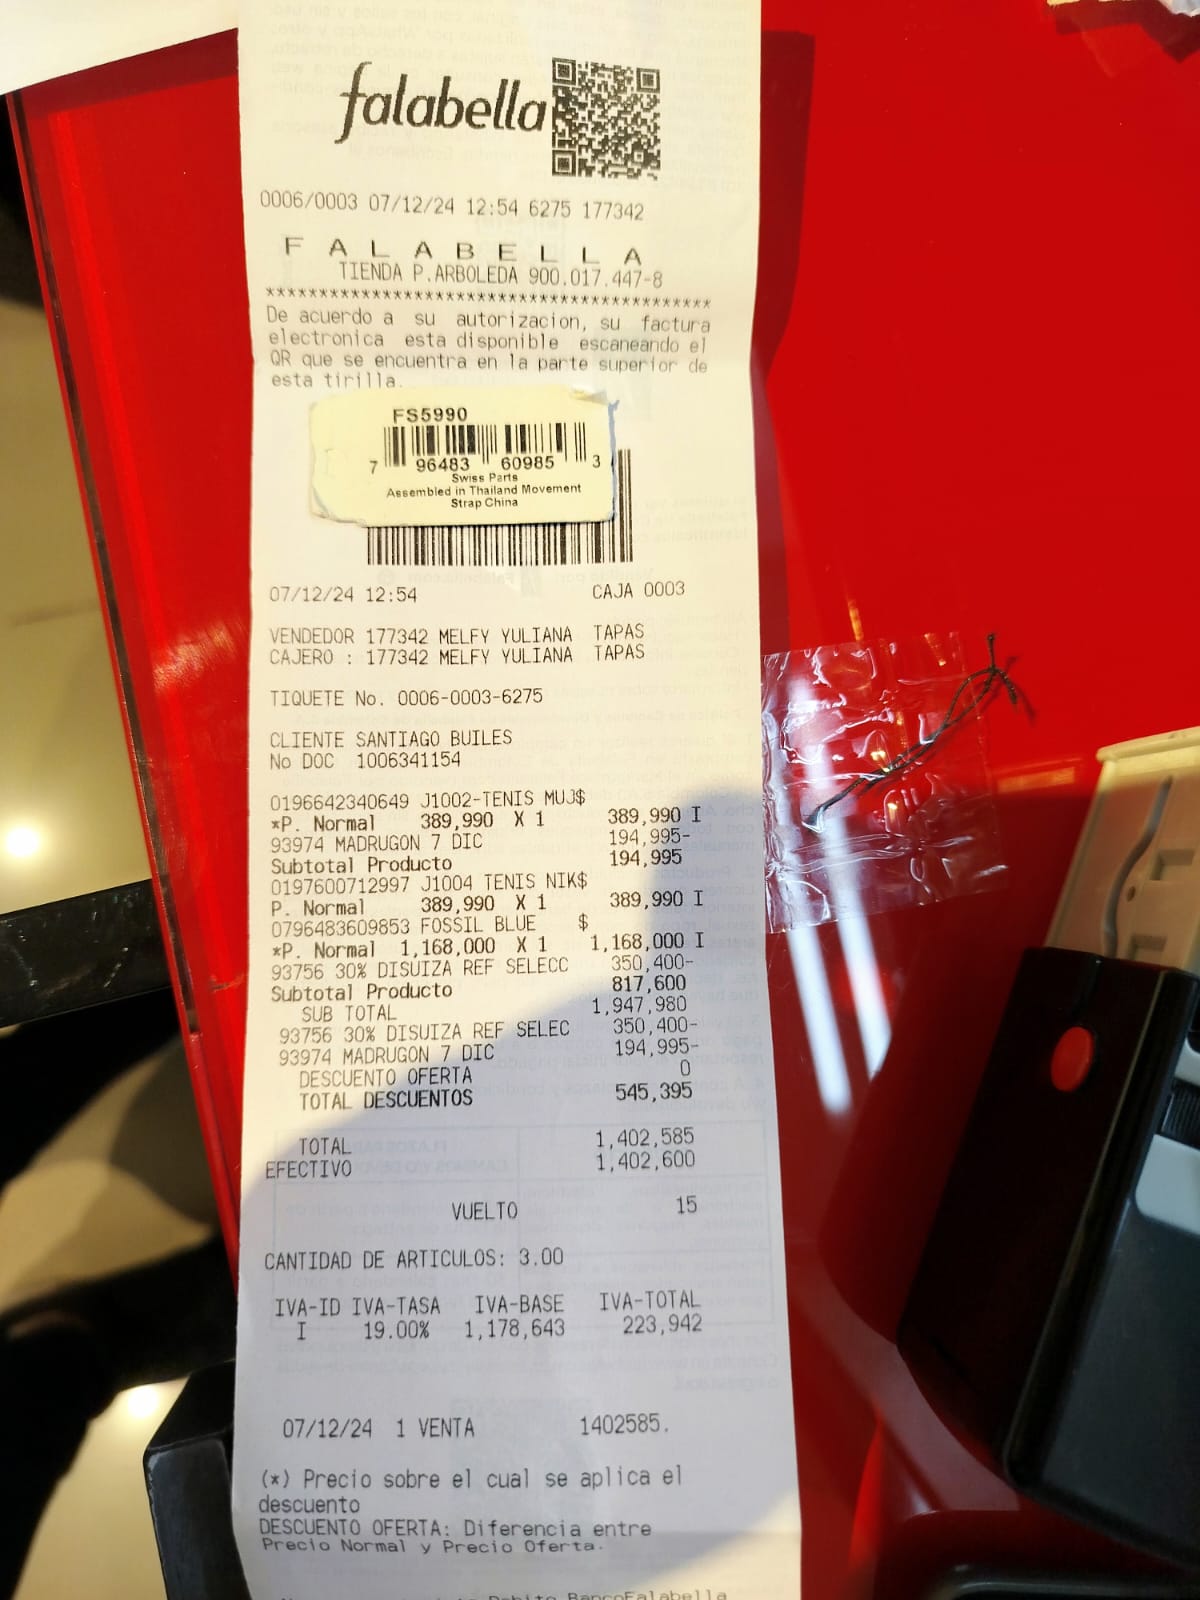 falabella
0006/0003 07/12/24 12:54 6275 177342
F A L A B E L L A
TIENDA P.ARBOLEDA 900.017.447-8
******************************************
De acuerdo a su autorizacion, su factura
electronica esta disponible escaneando el
QR que se encuentra en la parte superior de
esta tirilla.
FS5990
7 96483 60985 3
Swiss Parts
Assembled in Thailand Movement
Strap China
07/12/24 12:54 CAJA 0003
VENDEDOR 177342 MELFY YULIANA TAPAS
CAJERO : 177342 MELFY YULIANA TAPAS
TIQUETE No. 0006-0003-6275
CLIENTE SANTIAGO BUILES
No DOC 1006341154
0196642340649 J1002-TENIS MUJ$
*P. Normal 389,990 X 1 389,990 I
93974 MADRUGON 7 DIC 194,995-
Subtotal Producto 194,995
0197600712997 J1004 TENIS NIK$
P. Normal 389,990 X 1 389,990 I
0796483609853 FOSSIL BLUE $
*P. Normal 1,168,000 X 1 1,168,000 I
93756 30% DISUIZA REF SELECC 350,400-
Subtotal Producto 817,600
SUB TOTAL 1,947,980
93756 30% DISUIZA REF SELEC 350,400-
93974 MADRUGON 7 DIC 194,995-
DESCUENTO OFERTA 0
TOTAL DESCUENTOS 545,395
TOTAL 1,402,585
EFECTIVO 1,402,600
VUELTO 15
CANTIDAD DE ARTICULOS: 3.00
IVA-ID IVA-TASA IVA-BASE IVA-TOTAL
I 19.00% 1,178,643 223,942
07/12/24 1 VENTA 1402585.
(*) Precio sobre el cual se aplica el
descuento
DESCUENTO OFERTA: Diferencia entre
Precio Normal y Precio Oferta.
Debito BancoFalabella